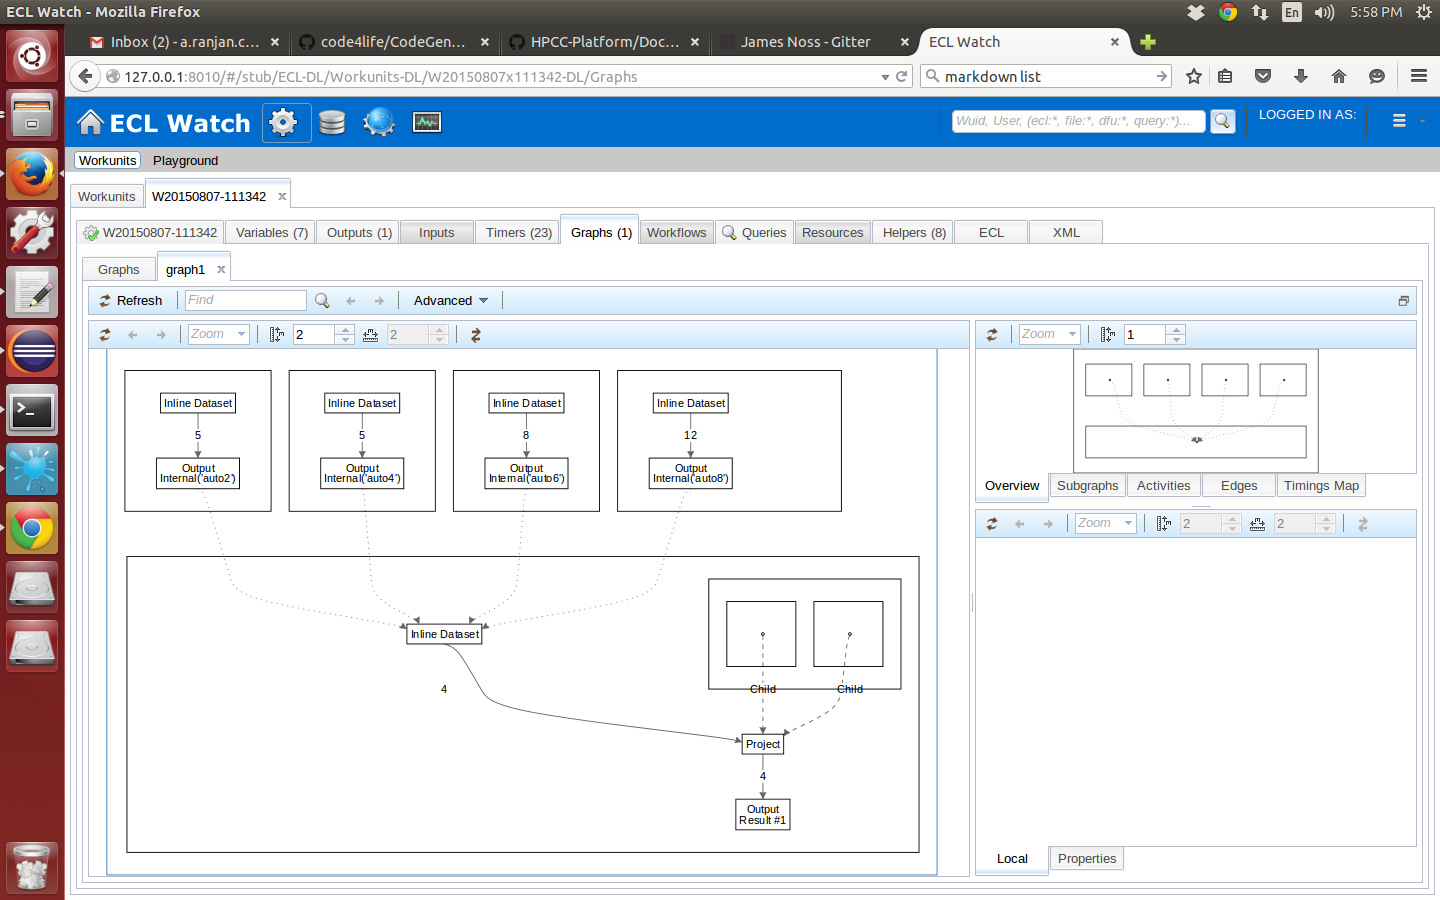 ECL Watch - Mozilla Firefox
En
5:58 PM
Inbox (2) - a.ranjan.c...
code4life/CodeGen...
HPCC-Platform/Doc...
James Noss - Gitter
ECL Watch
127.0.0.1:8010/#/stub/ECL-DL/Workunits-DL/W20150807x111342-DL/Graphs
markdown list
ECL Watch
Wuid, User, (ecl:*, file:*, dfu:*, query:*)...
LOGGED IN AS:
Workunits
Playground
Workunits
W20150807-111342
W20150807-111342
Variables (7)
Outputs (1)
Inputs
Timers (23)
Graphs (1)
Workflows
Queries
Resources
Helpers (8)
ECL
XML
Graphs
graph1
Refresh
Find
Advanced
Zoom
2
2
Zoom
1
Inline Dataset
Inline Dataset
Inline Dataset
Inline Dataset
5
5
8
12
Output
Internal('auto2')
Output
Internal('auto4')
Output
Internal('auto6')
Output
Internal('auto8')
Inline Dataset
4
Child
Child
Project
4
Output
Result #1
Overview
Subgraphs
Activities
Edges
Timings Map
Zoom
2
2
Local
Properties